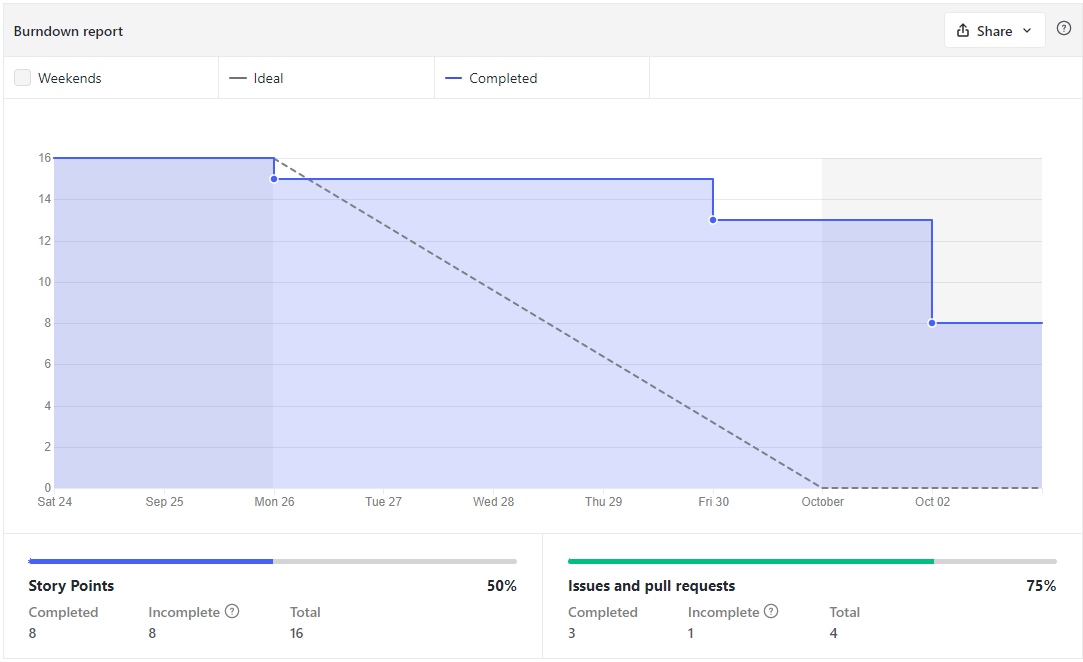 Burndown report
Share
Weekends
Ideal
Completed
16
14
12
10
8
6
4
2
0
Sat 24 Sep 25 Mon 26 Tue 27 Wed 28 Thu 29 Fri 30 October Oct 02
Story Points 50%
Completed Incomplete ? Total
8 8 16
Issues and pull requests 75%
Completed Incomplete ? Total
3 1 4